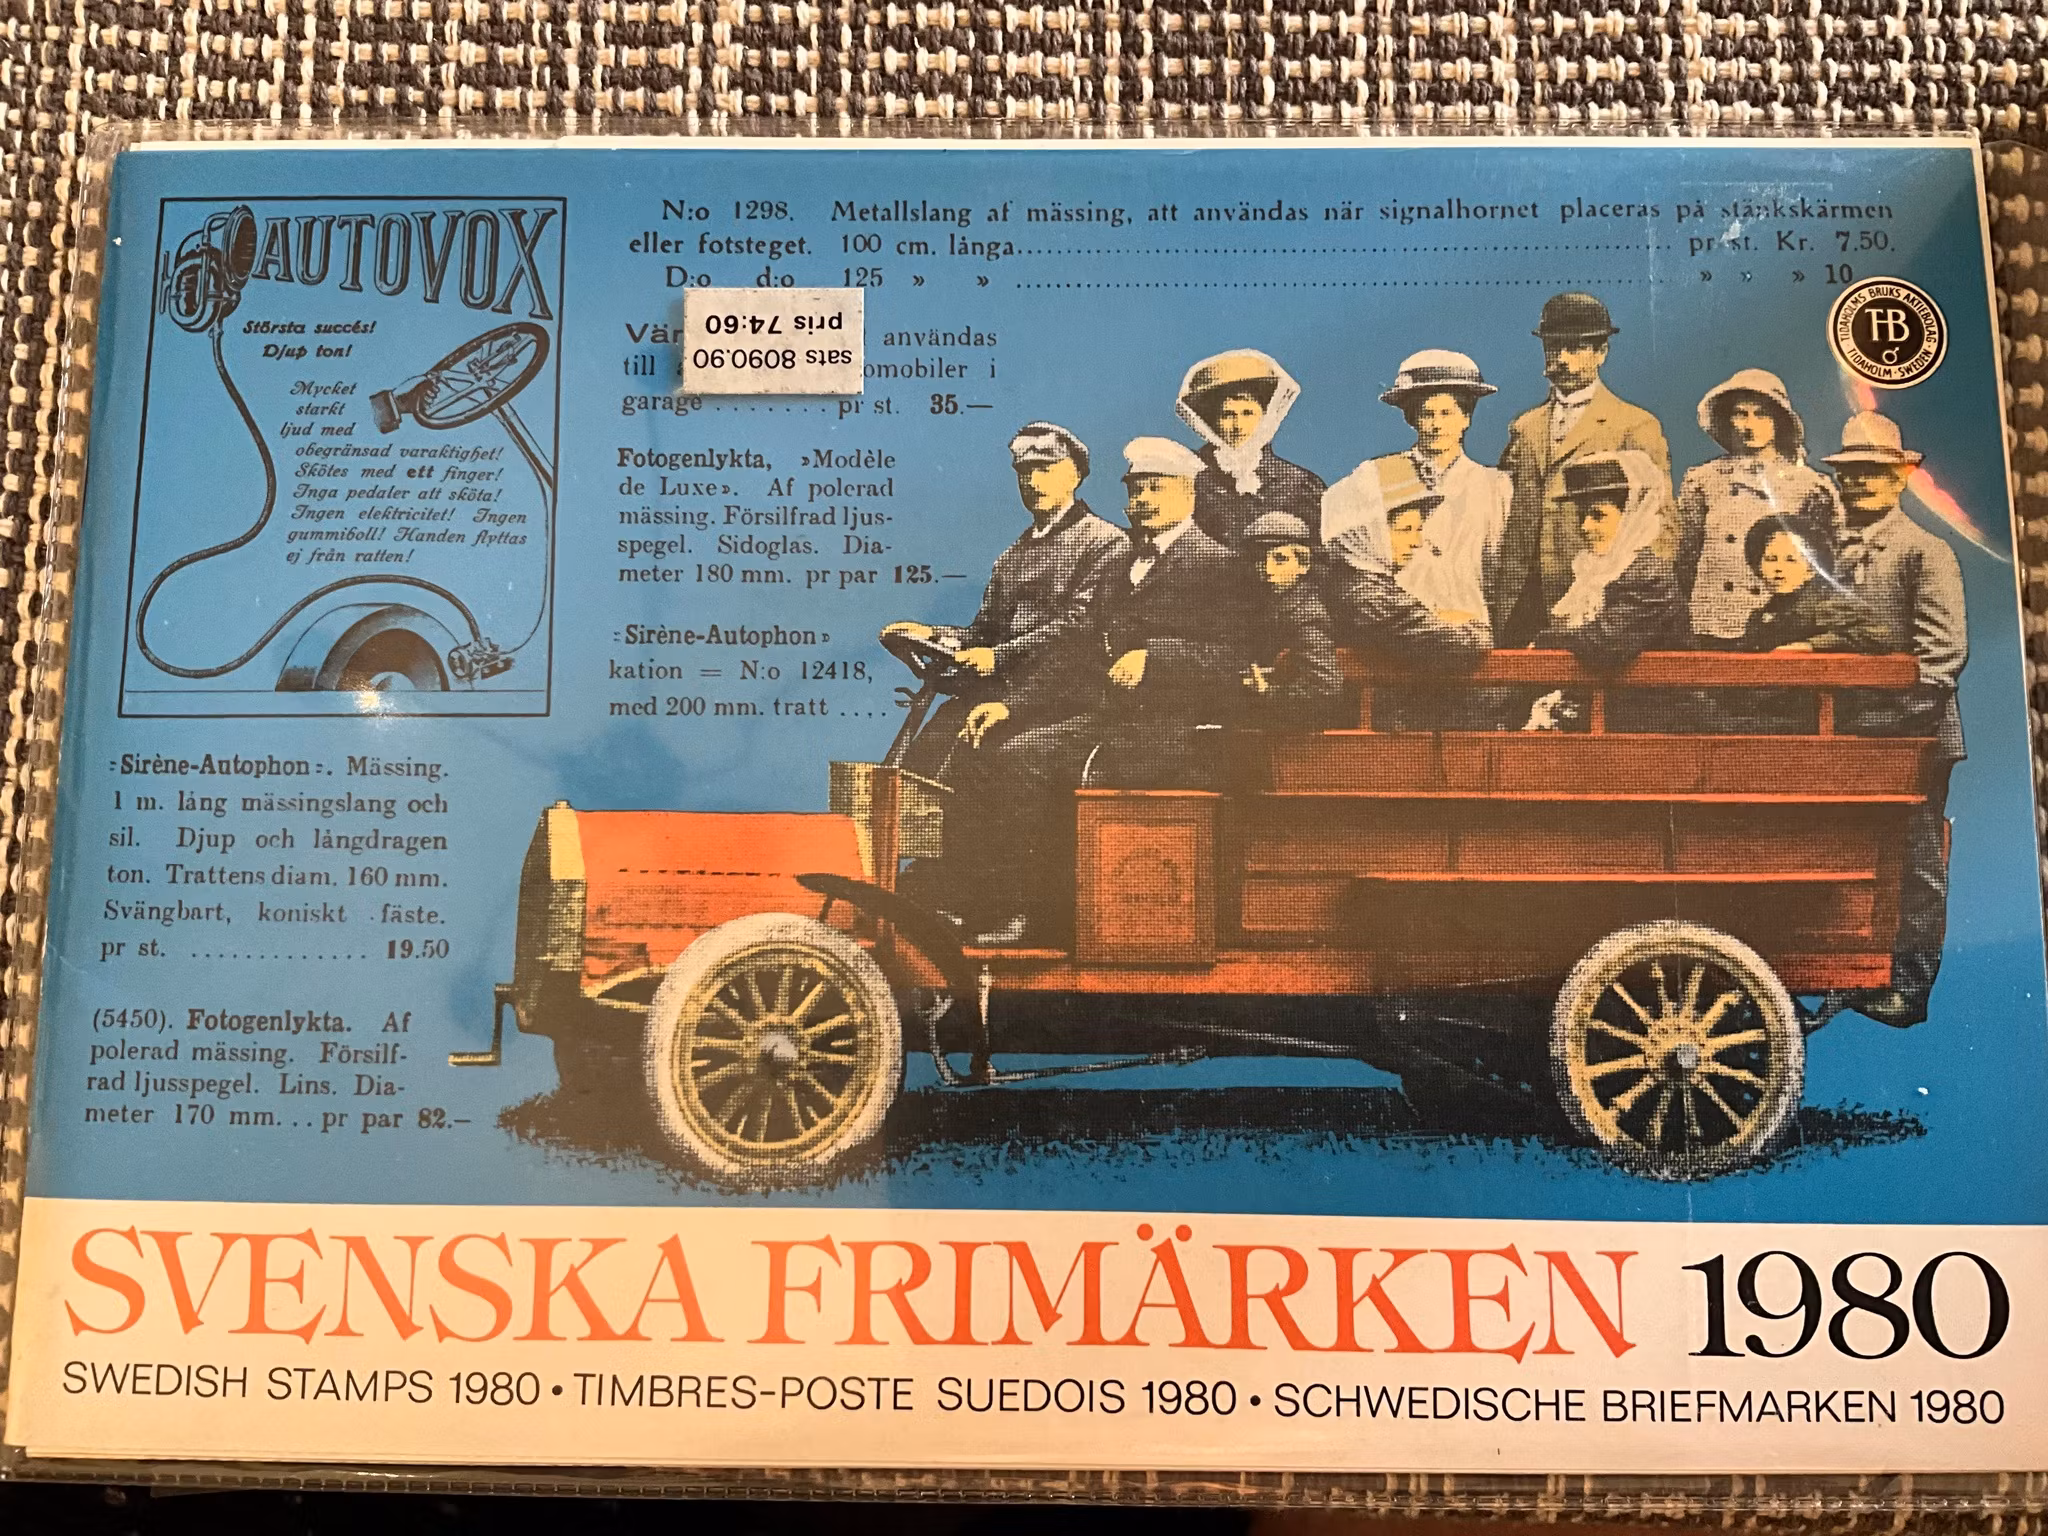 AUTOVOX
Största succés!
Djup ton!
Mycket
starkt
ljud med
obegränsad varaktighet!
Skötes med ett finger!
Inga pedaler att sköta!
Ingen elektricitet! Ingen
gummiboll! Handen flyttas
ej från ratten!
N:o 1298. Metallslang af mässing, att användas när signalhornet placeras på stänkskärmen
eller fotsteget. 100 cm. långa........ pr st. Kr. 7.50.
D:o d:o 125 » » ........ » » » 10
Vär
användas
till
omobiler i
garage ....... pr st. 35.—
pris 74:60
sats 8090.90
Fotogenlykta, »Modèle
de Luxe». Af polerad
mässing. Försilfrad ljus-
spegel. Sidoglas. Dia-
meter 180 mm. pr par 125.—
:Sirène-Autophon»
kation = N:o 12418,
med 200 mm. tratt ....
:Sirène-Autophon:. Mässing.
1 m. lång mässingslang och
sil. Djup och långdragen
ton. Trattens diam. 160 mm.
Svängbart, koniskt fäste.
pr st. ............. 19.50
(5450). Fotogenlykta. Af
polerad mässing. Försilf-
rad ljusspegel. Lins. Dia-
meter 170 mm... pr par 82.—
TIDAHOLMS BRUKS AKTIEBOLAG
THB
TIDAHOLM · SWEDEN
SVENSKA FRIMÄRKEN 1980
SWEDISH STAMPS 1980 • TIMBRES-POSTE SUEDOIS 1980 • SCHWEDISCHE BRIEFMARKEN 1980